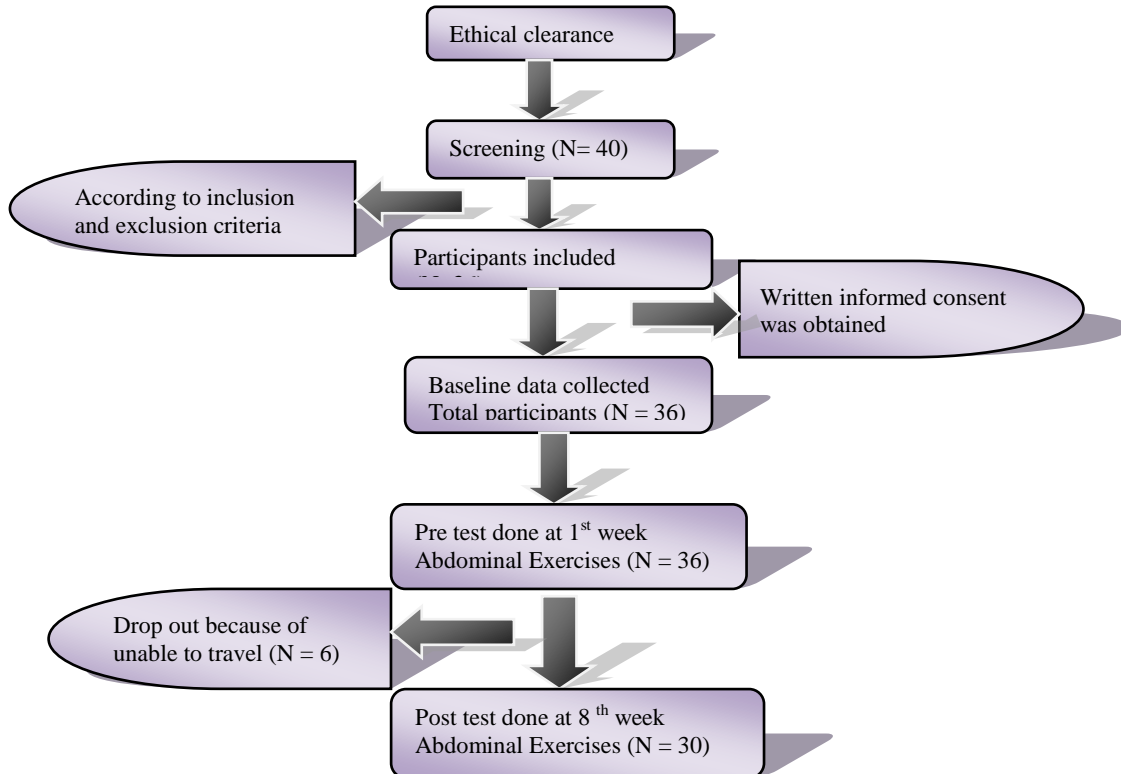 Ethical clearance
Screening (N= 40)
According to inclusion
and exclusion criteria
Participants included
Written informed consent
was obtained
Baseline data collected
Total participants (N = 36)
Pre test done at 1st week
Abdominal Exercises (N = 36)
Drop out because of
unable to travel (N = 6)
Post test done at 8 th week
Abdominal Exercises (N = 30)